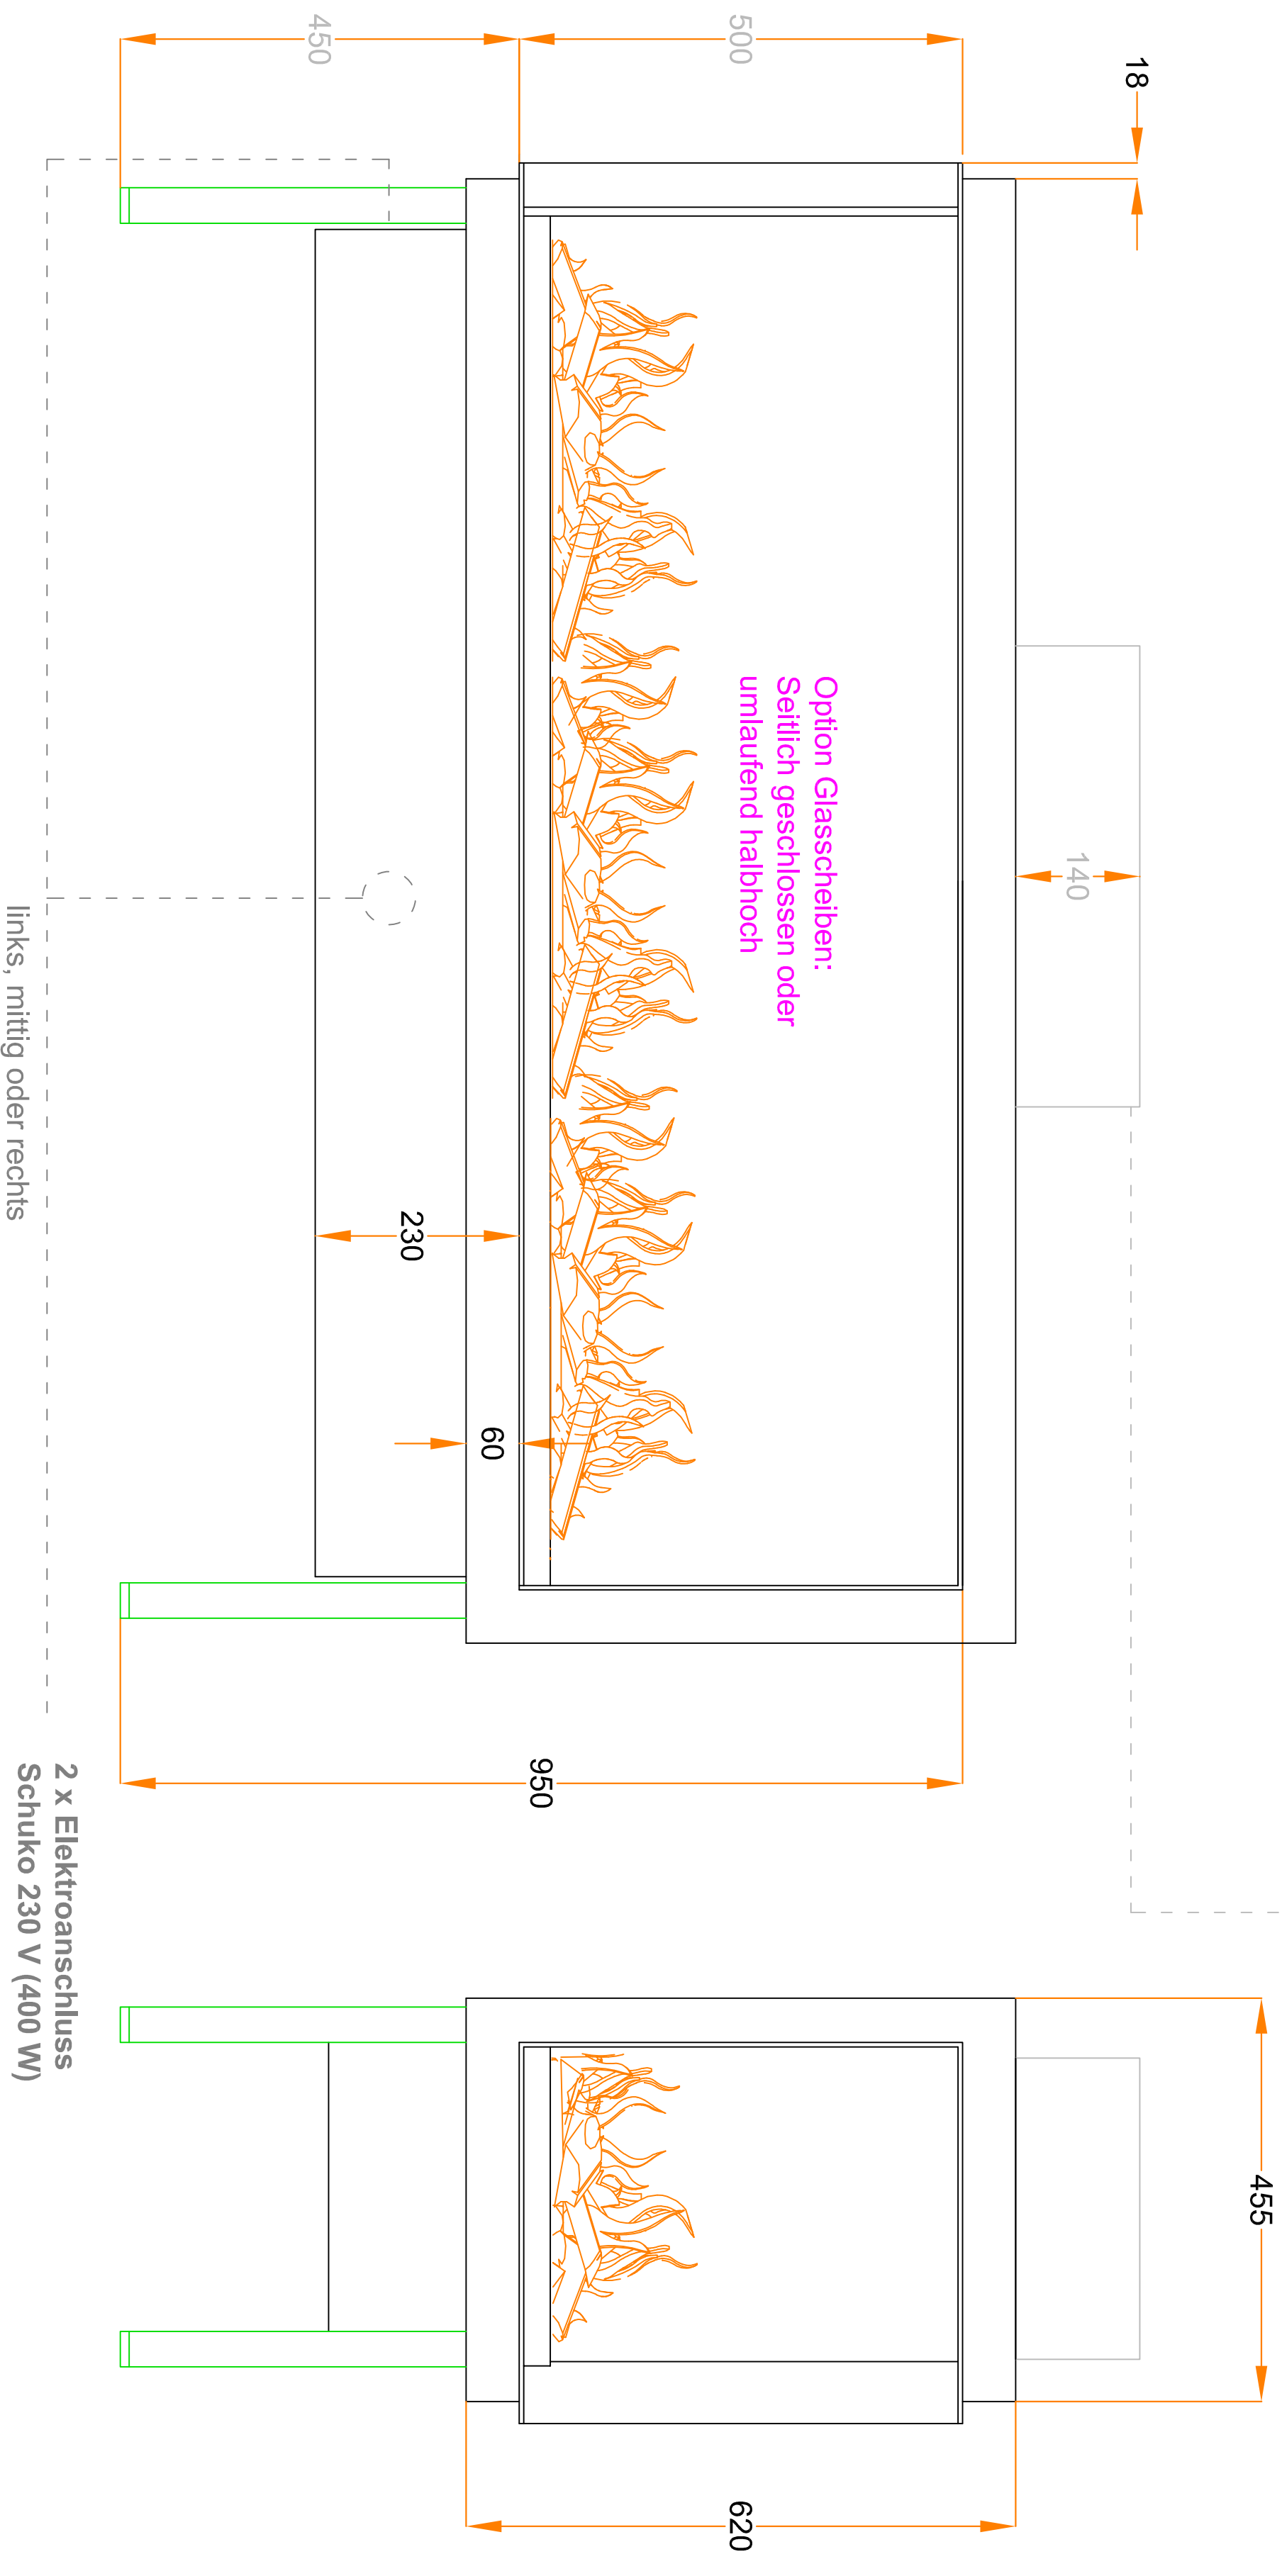 18
500
450
140
Option Glasscheiben:
Seitlich geschlossen oder
umlaufend halbhoch
230
60
links, mittig oder rechts
950
2 x Elektroanschluss
Schuko 230 V (400 W)
455
620